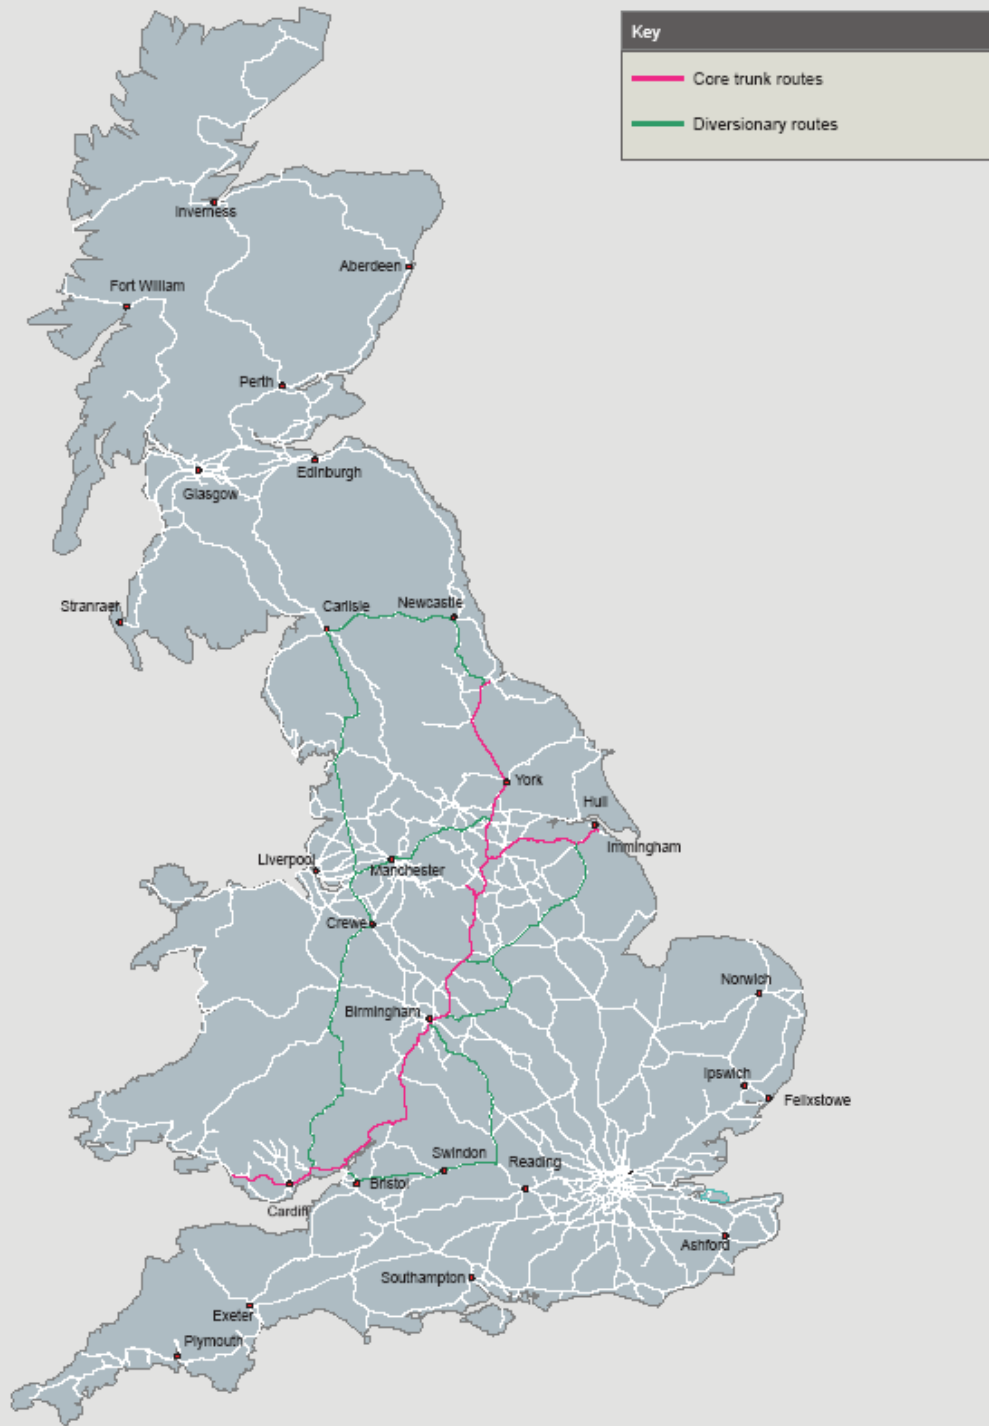 Key
Core trunk routes
Diversionary routes
Inverness
Aberdeen
Fort William
Perth
Edinburgh
Glasgow
Stranraer
Carlisle
Newcastle
York
Hull
Immingham
Liverpool
Manchester
Crewe
Norwich
Birmingham
Ipswich
Felixstowe
Swindon
Reading
Bristol
Cardiff
Ashford
Southampton
Exeter
Plymouth